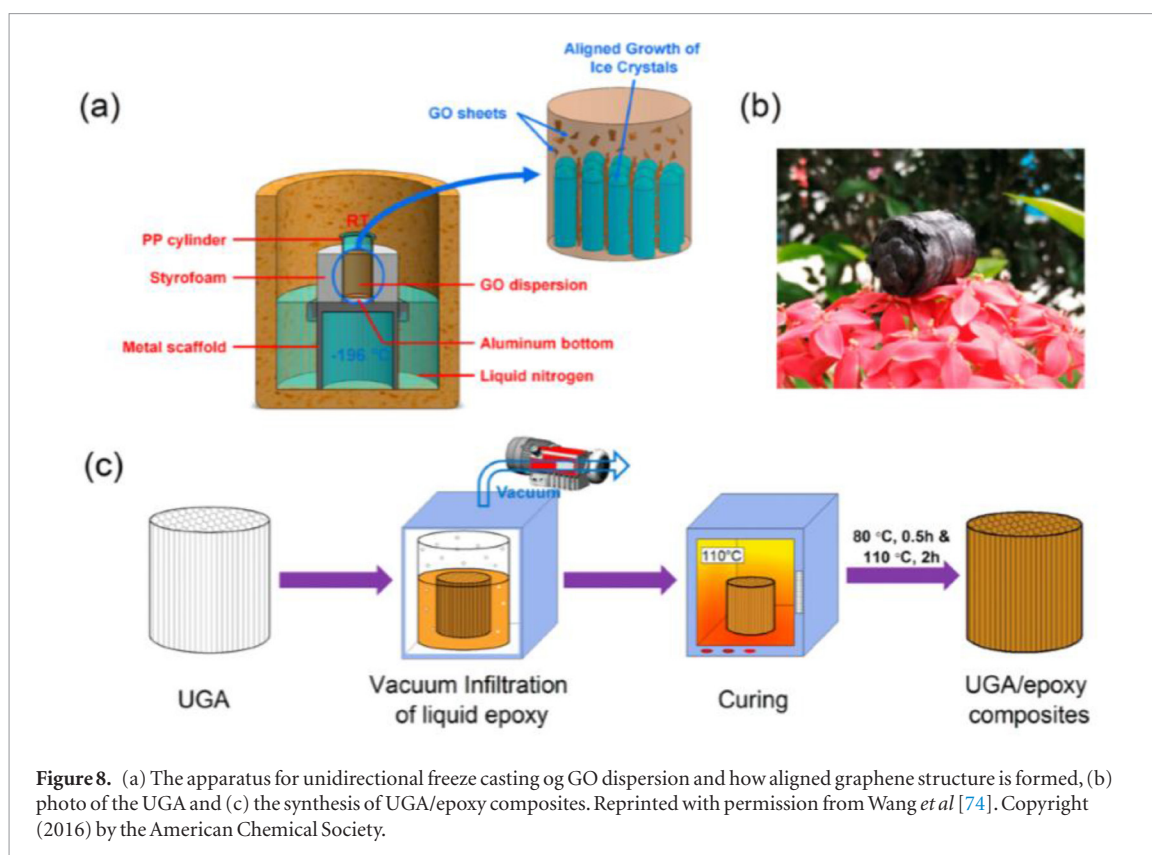 (a)
Aligned Growth of
Ice Crystals
GO sheets
RT
PP cylinder
Styrofoam
GO dispersion
Metal scaffold
-196 °C
Aluminum bottom
Liquid nitrogen
(b)
(c)
Vacuum
110°C
80 °C, 0.5h &
110 °C, 2h
UGA
Vacuum Infiltration
of liquid epoxy
Curing
UGA/epoxy
composites
Figure 8. (a) The apparatus for unidirectional freeze casting og GO dispersion and how aligned graphene structure is formed, (b)
photo of the UGA and (c) the synthesis of UGA/epoxy composites. Reprinted with permission from Wang et al [74]. Copyright
(2016) by the American Chemical Society.